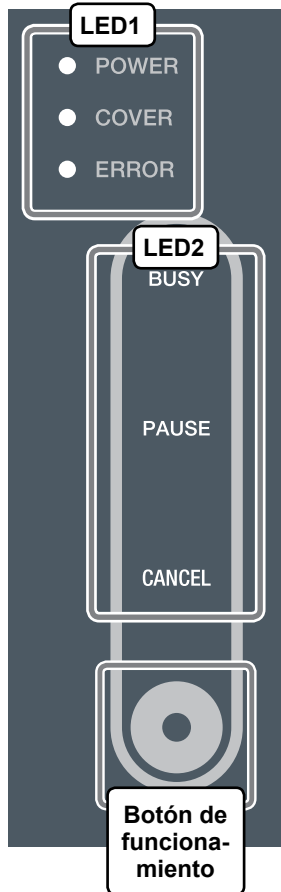 LED1
POWER
COVER
ERROR
LED2
BUSY
PAUSE
CANCEL
Botón de
funciona-
miento